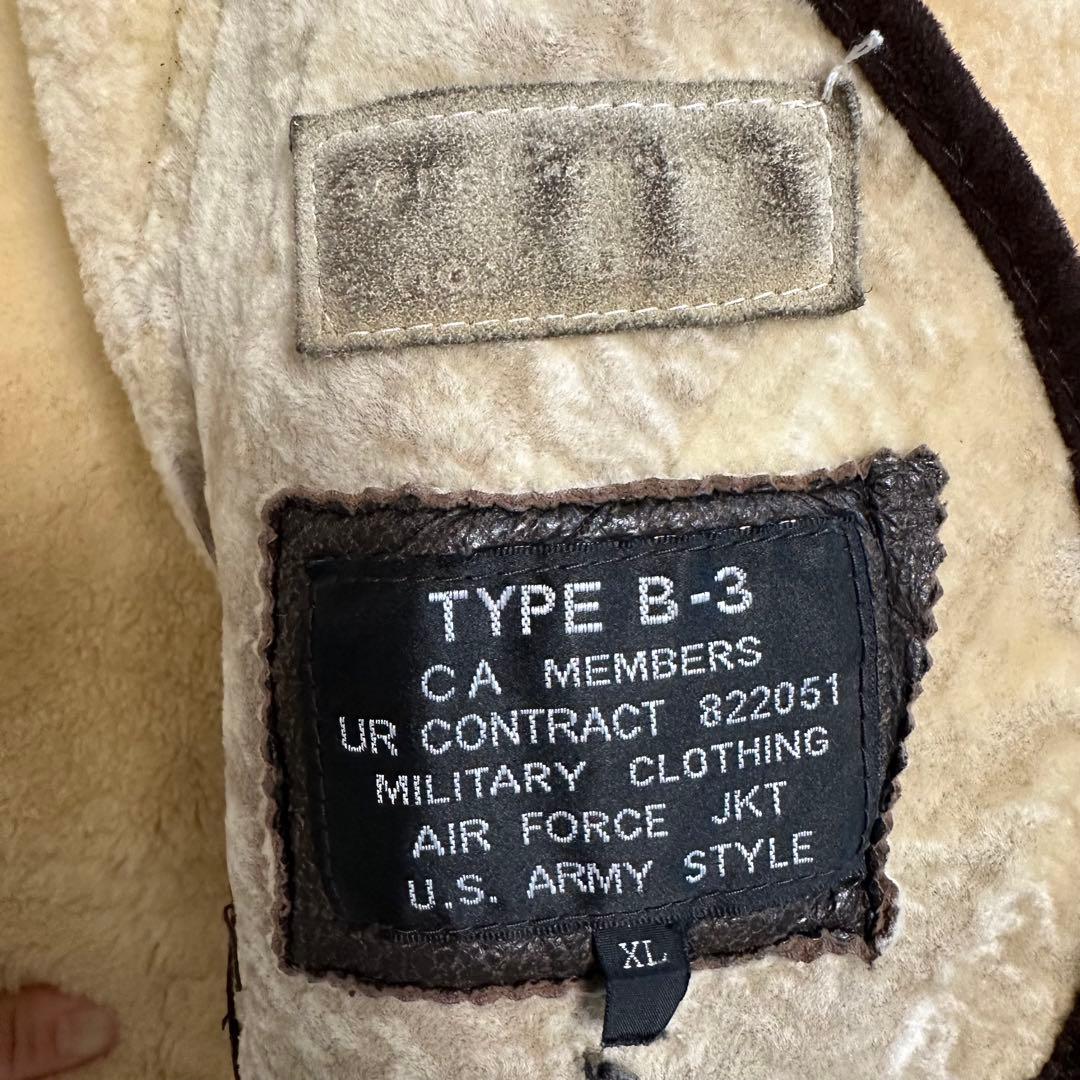 TYPE B-3
CA MEMBERS
UR CONTRACT 822051
MILITARY CLOTHING
AIR FORCE JKT
U.S. ARMY STYLE
XL